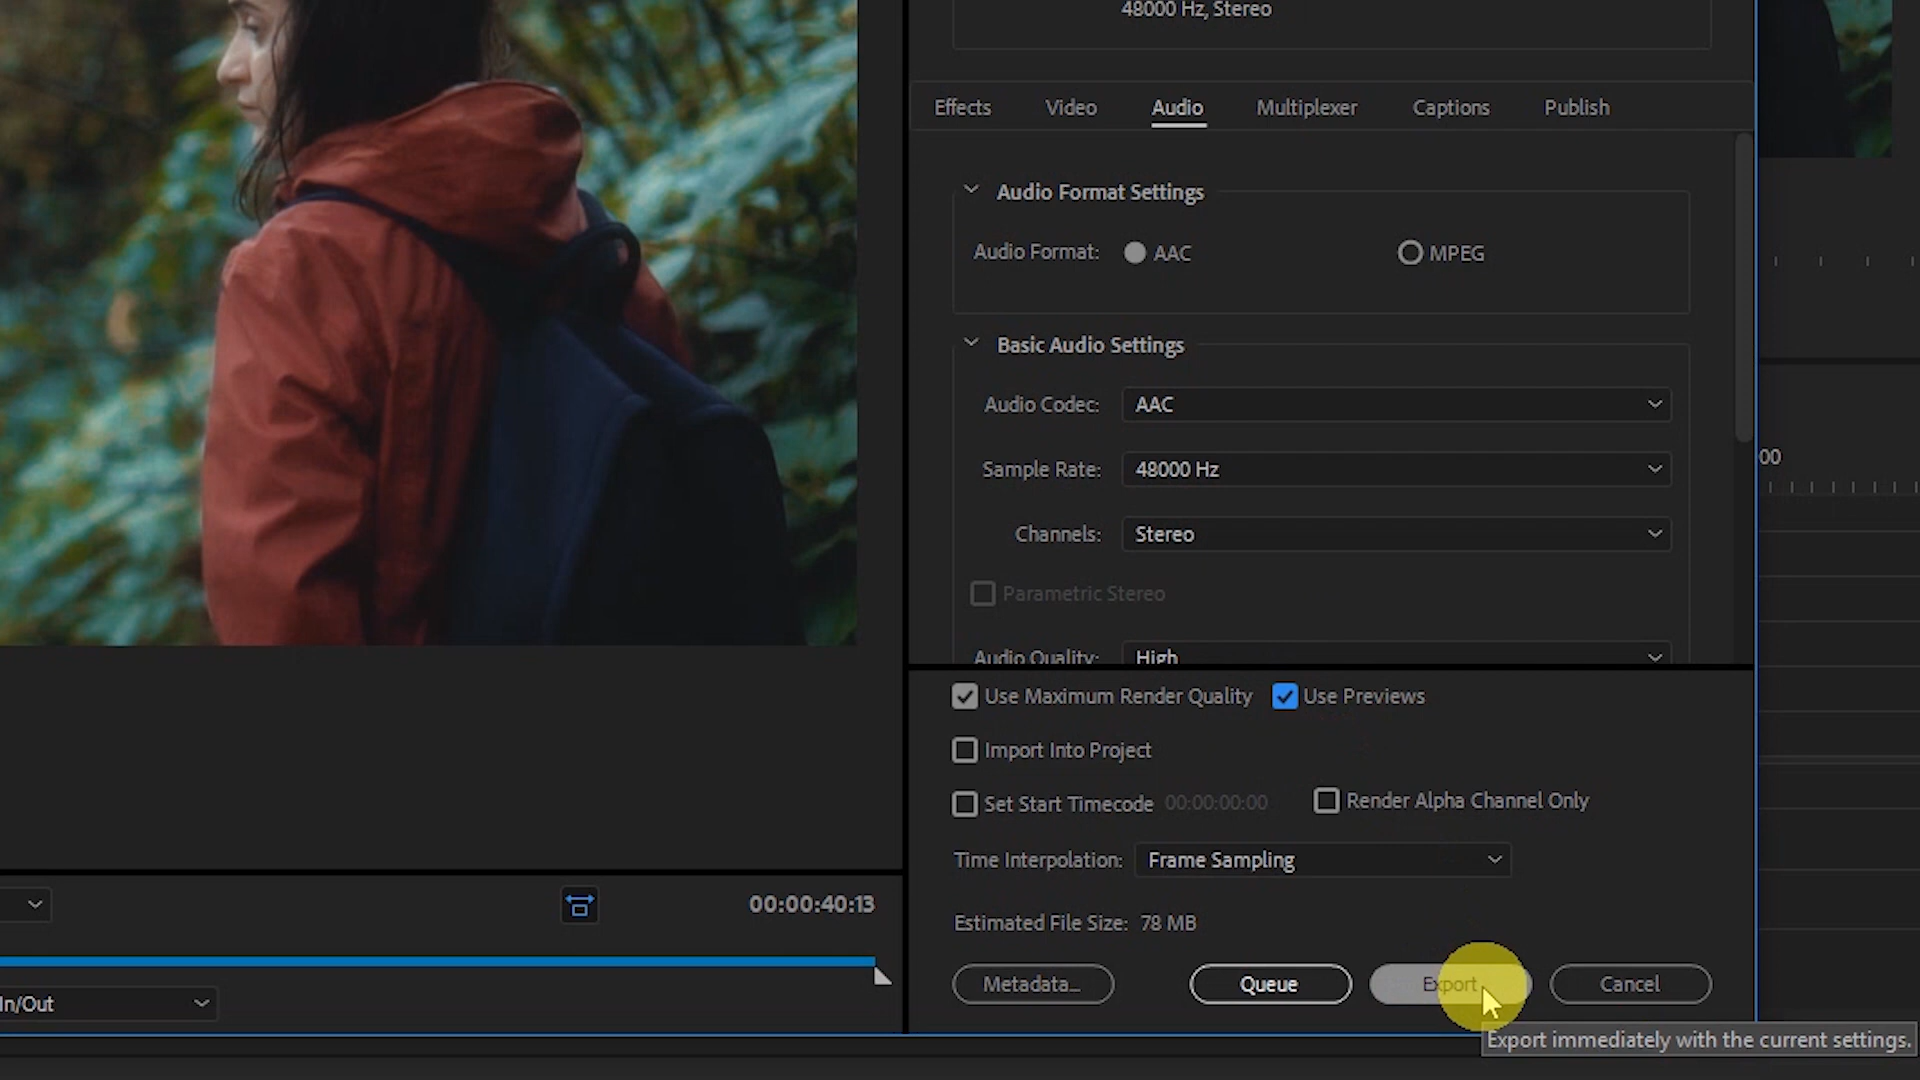 48000 Hz, Stereo
Effects Video Audio Multiplexer Captions Publish
Audio Format Settings
Audio Format: AAC MPEG
Basic Audio Settings
Audio Codec: AAC
Sample Rate: 48000 Hz
Channels: Stereo
Parametric Stereo
Audio Quality: High
Use Maximum Render Quality Use Previews
Import Into Project
Set Start Timecode 00:00:00:00 Render Alpha Channel Only
Time Interpolation: Frame Sampling
Estimated File Size: 78 MB
Metadata... Queue Export Cancel
Export immediately with the current settings.
00:00:40:13
In/Out
00